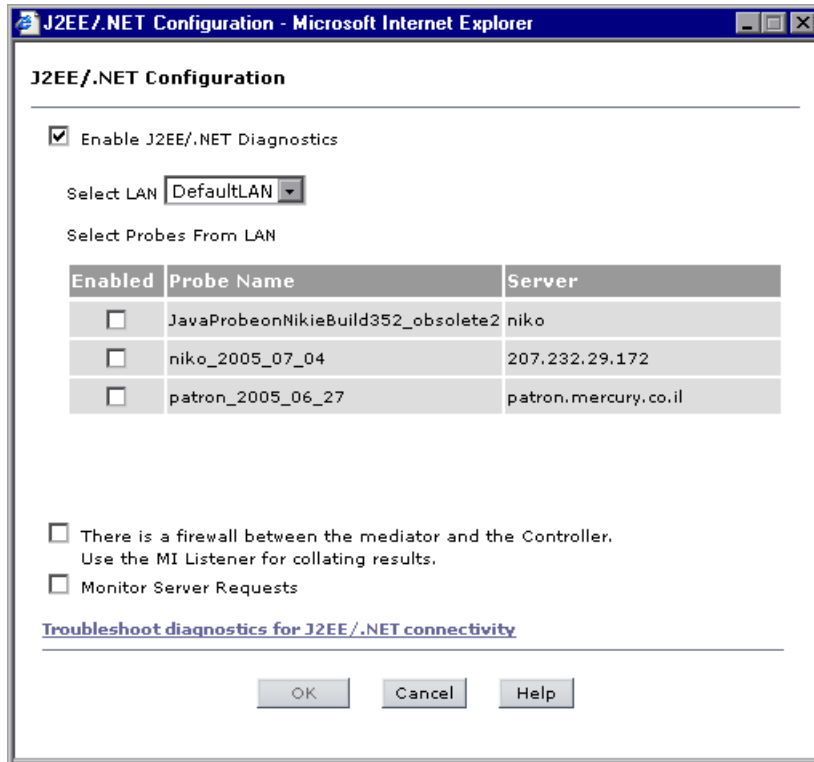 J2EE/.NET Configuration - Microsoft Internet Explorer
J2EE/.NET Configuration
Enable J2EE/.NET Diagnostics
Select LAN DefaultLAN
Select Probes From LAN
Enabled Probe Name Server
JavaProbeonNikieBuild352_obsolete2 niko
niko_2005_07_04 207.232.29.172
patron_2005_06_27 patron.mercury.co.il
There is a firewall between the mediator and the Controller.
Use the MI Listener for collating results.
Monitor Server Requests
Troubleshoot diagnostics for J2EE/.NET connectivity
OK Cancel Help